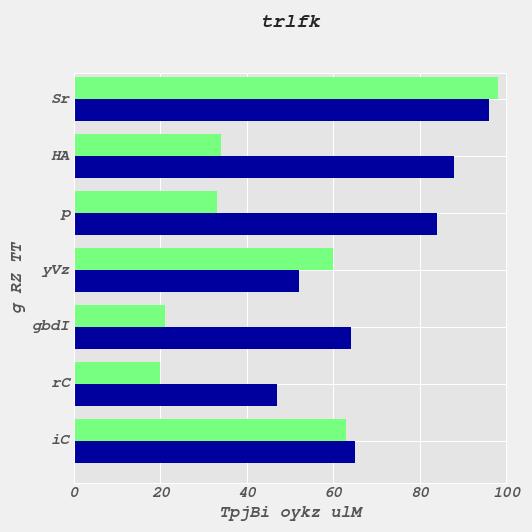 trlfk
g RZ TT
Sr
HA
p
yVz
gbdI
rC
iC
0 20 40 60 80 100
TpjBi oykz ulM